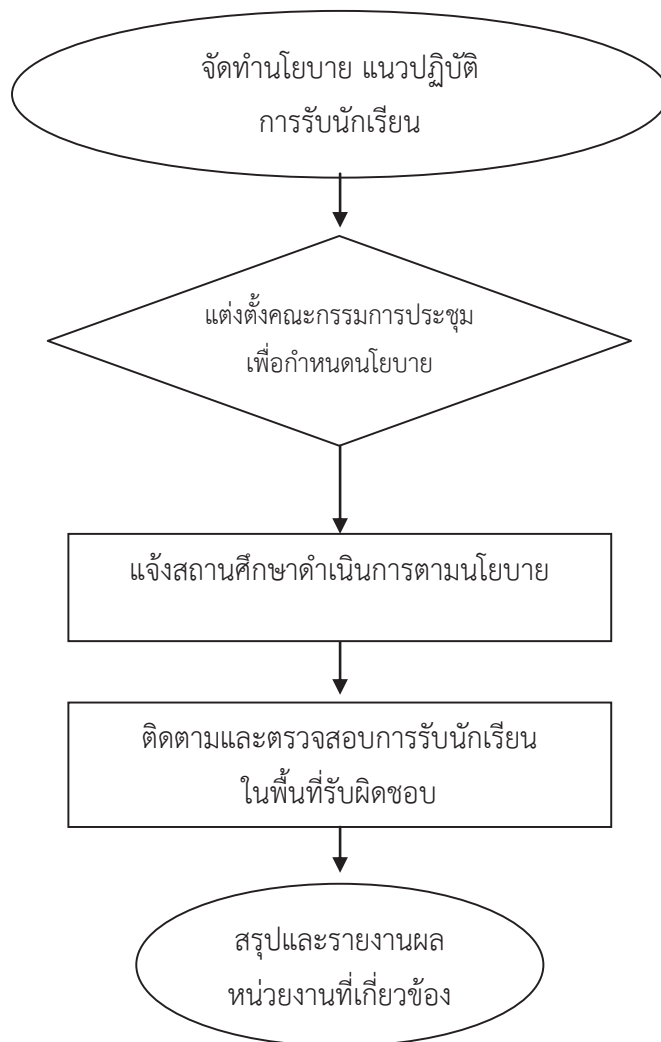 จัดทำนโยบาย แนวปฏิบัติ
การรับนักเรียน
แต่งตั้งคณะกรรมการประชุม
เพื่อกำหนดนโยบาย
แจ้งสถานศึกษาดำเนินการตามนโยบาย
ติดตามและตรวจสอบการรับนักเรียน
ในพื้นที่รับผิดชอบ
สรุปและรายงานผล
หน่วยงานที่เกี่ยวข้อง